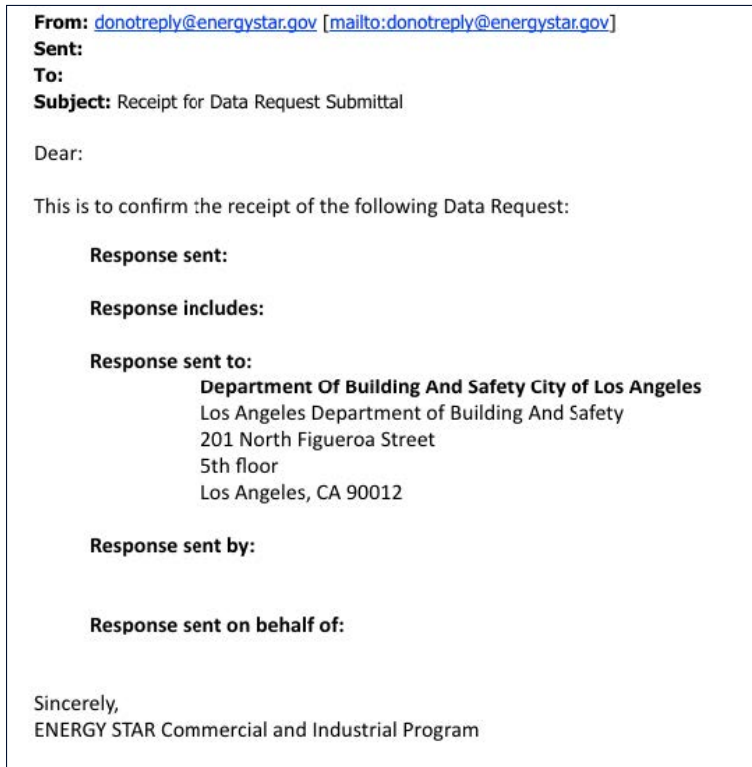 From: donotreply@energystar.gov [mailto:donotreply@energystar.gov]
Sent:
To:
Subject: Receipt for Data Request Submittal
Dear:
This is to confirm the receipt of the following Data Request:
Response sent:
Response includes:
Response sent to:
Department Of Building And Safety City of Los Angeles
Los Angeles Department of Building And Safety
201 North Figueroa Street
5th floor
Los Angeles, CA 90012
Response sent by:
Response sent on behalf of:
Sincerely,
ENERGY STAR Commercial and Industrial Program